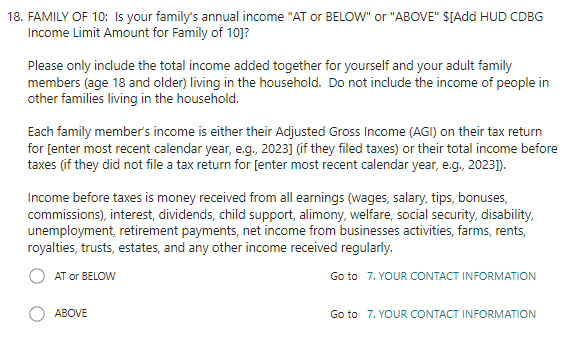 18. FAMILY OF 10:  Is your family's annual income "AT or BELOW" or "ABOVE" $[Add HUD CDBG
Income Limit Amount for Family of 10]?
Please only include the total income added together for yourself and your adult family
members (age 18 and older) living in the household.  Do not include the income of people in
other families living in the household.
Each family member's income is either their Adjusted Gross Income (AGI) on their tax return
for [enter most recent calendar year, e.g., 2023] (if they filed taxes) or their total income before
taxes (if they did not file a tax return for [enter most recent calendar year, e.g., 2023]).
Income before taxes is money received from all earnings (wages, salary, tips, bonuses,
commissions), interest, dividends, child support, alimony, welfare, social security, disability,
unemployment, retirement payments, net income from businesses activities, farms, rents,
royalties, trusts, estates, and any other income received regularly.
AT or BELOW Go to 7. YOUR CONTACT INFORMATION
ABOVE Go to 7. YOUR CONTACT INFORMATION